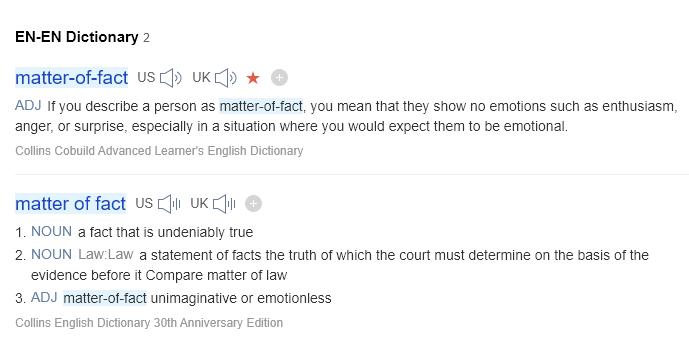 EN-EN Dictionary 2
matter-of-fact US UK
ADJ If you describe a person as matter-of-fact, you mean that they show no emotions such as enthusiasm,
anger, or surprise, especially in a situation where you would expect them to be emotional.
Collins Cobuild Advanced Learner's English Dictionary
matter of fact US UK
1. NOUN a fact that is undeniably true
2. NOUN Law:Law a statement of facts the truth of which the court must determine on the basis of the
evidence before it Compare matter of law
3. ADJ matter-of-fact unimaginative or emotionless
Collins English Dictionary 30th Anniversary Edition